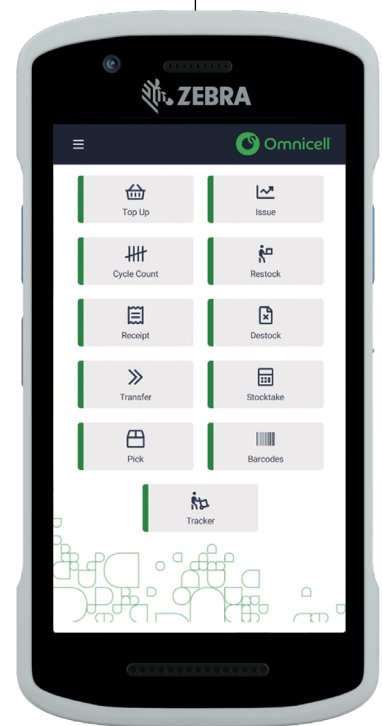 ZEBRA
Omnicell
Top Up
Issue
Cycle Count
Restock
Receipt
Destock
Transfer
Stocktake
Pick
Barcodes
Tracker